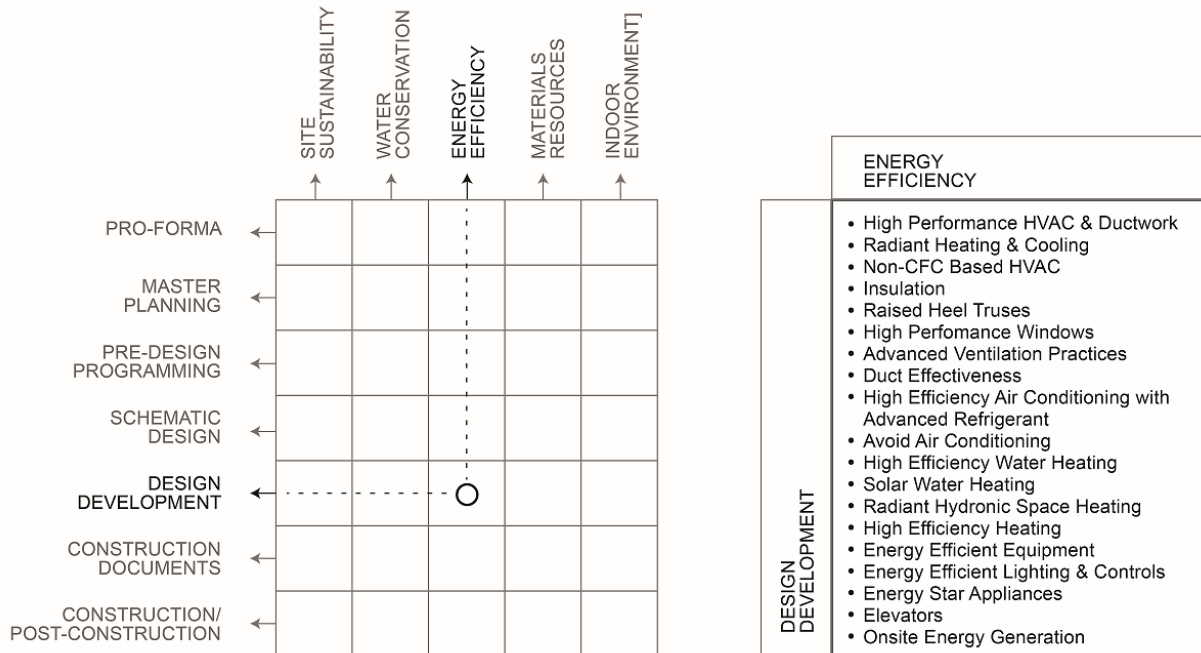 SITE
SUSTAINABILITY
WATER
CONSERVATION
ENERGY
EFFICIENCY
MATERIALS
RESOURCES
INDOOR
ENVIRONMENT]
PRO-FORMA
MASTER
PLANNING
PRE-DESIGN
PROGRAMMING
SCHEMATIC
DESIGN
DESIGN
DEVELOPMENT
CONSTRUCTION
DOCUMENTS
CONSTRUCTION/
POST-CONSTRUCTION
ENERGY
EFFICIENCY
DESIGN
DEVELOPMENT
• High Performance HVAC & Ductwork
• Radiant Heating & Cooling
• Non-CFC Based HVAC
• Insulation
• Raised Heel Truses
• High Perfomance Windows
• Advanced Ventilation Practices
• Duct Effectiveness
• High Efficiency Air Conditioning with
Advanced Refrigerant
• Avoid Air Conditioning
• High Efficiency Water Heating
• Solar Water Heating
• Radiant Hydronic Space Heating
• High Efficiency Heating
• Energy Efficient Equipment
• Energy Efficient Lighting & Controls
• Energy Star Appliances
• Elevators
• Onsite Energy Generation